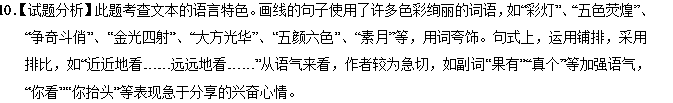 10.【试题分析】此题考查文本的语言特色。画线的句子使用了许多色彩绚丽的词语，如“彩灯”、“五色荧煌”、
“争奇斗俏”、“金光四射”、“大方光华”、“五颜六色”、“素月”等，用词夸饰。句式上，运用铺排，采用
排比，如“近近地看……远远地看……”从语气来看，作者较为急切，如副词“果有”“真个”等加强语气，
“你看”“你抬头”等表现急于分享的兴奋心情。